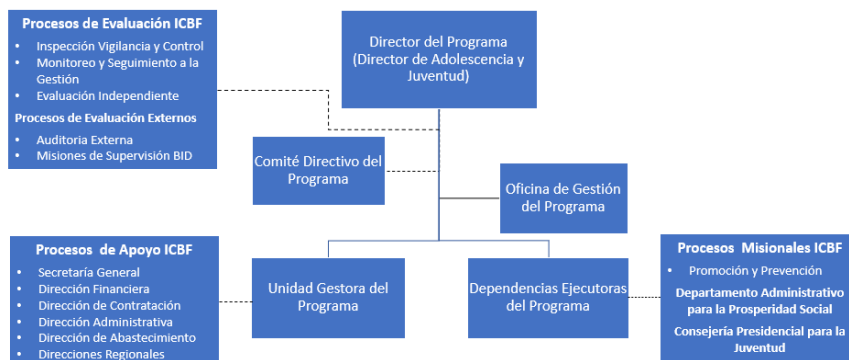 Procesos de Evaluación ICBF
• Inspección Vigilancia y Control
• Monitoreo y Seguimiento a la
Gestión
• Evaluación Independiente
Procesos de Evaluación Externos
• Auditoria Externa
• Misiones de Supervisión BID
Director del Programa
(Director de Adolescencia y
Juventud)
Comité Directivo del
Programa
Oficina de Gestión
del Programa
Procesos de Apoyo ICBF
• Secretaría General
• Dirección Financiera
• Dirección de Contratación
• Dirección Administrativa
• Dirección de Abastecimiento
• Direcciones Regionales
Unidad Gestora del
Programa
Dependencias Ejecutoras
del Programa
Procesos Misionales ICBF
• Promoción y Prevención
Departamento Administrativo
para la Prosperidad Social
Consejería Presidencial para la
Juventud